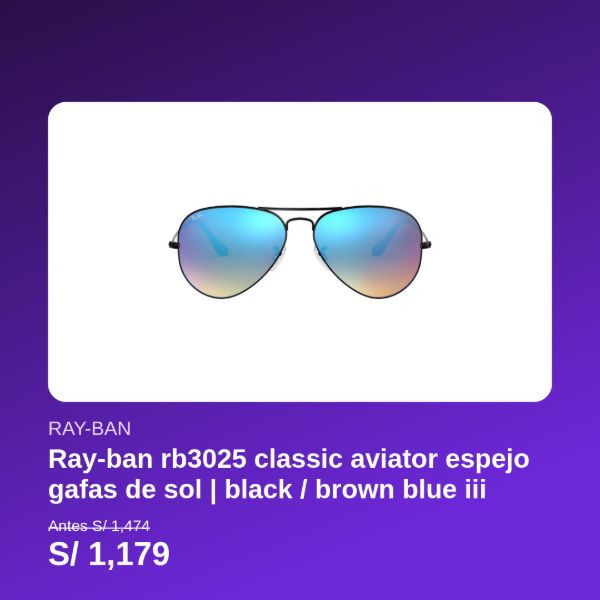 RAY-BAN
Ray-ban rb3025 classic aviator espejo
gafas de sol | black / brown blue iii
Antes S/ 1,474
S/ 1,179